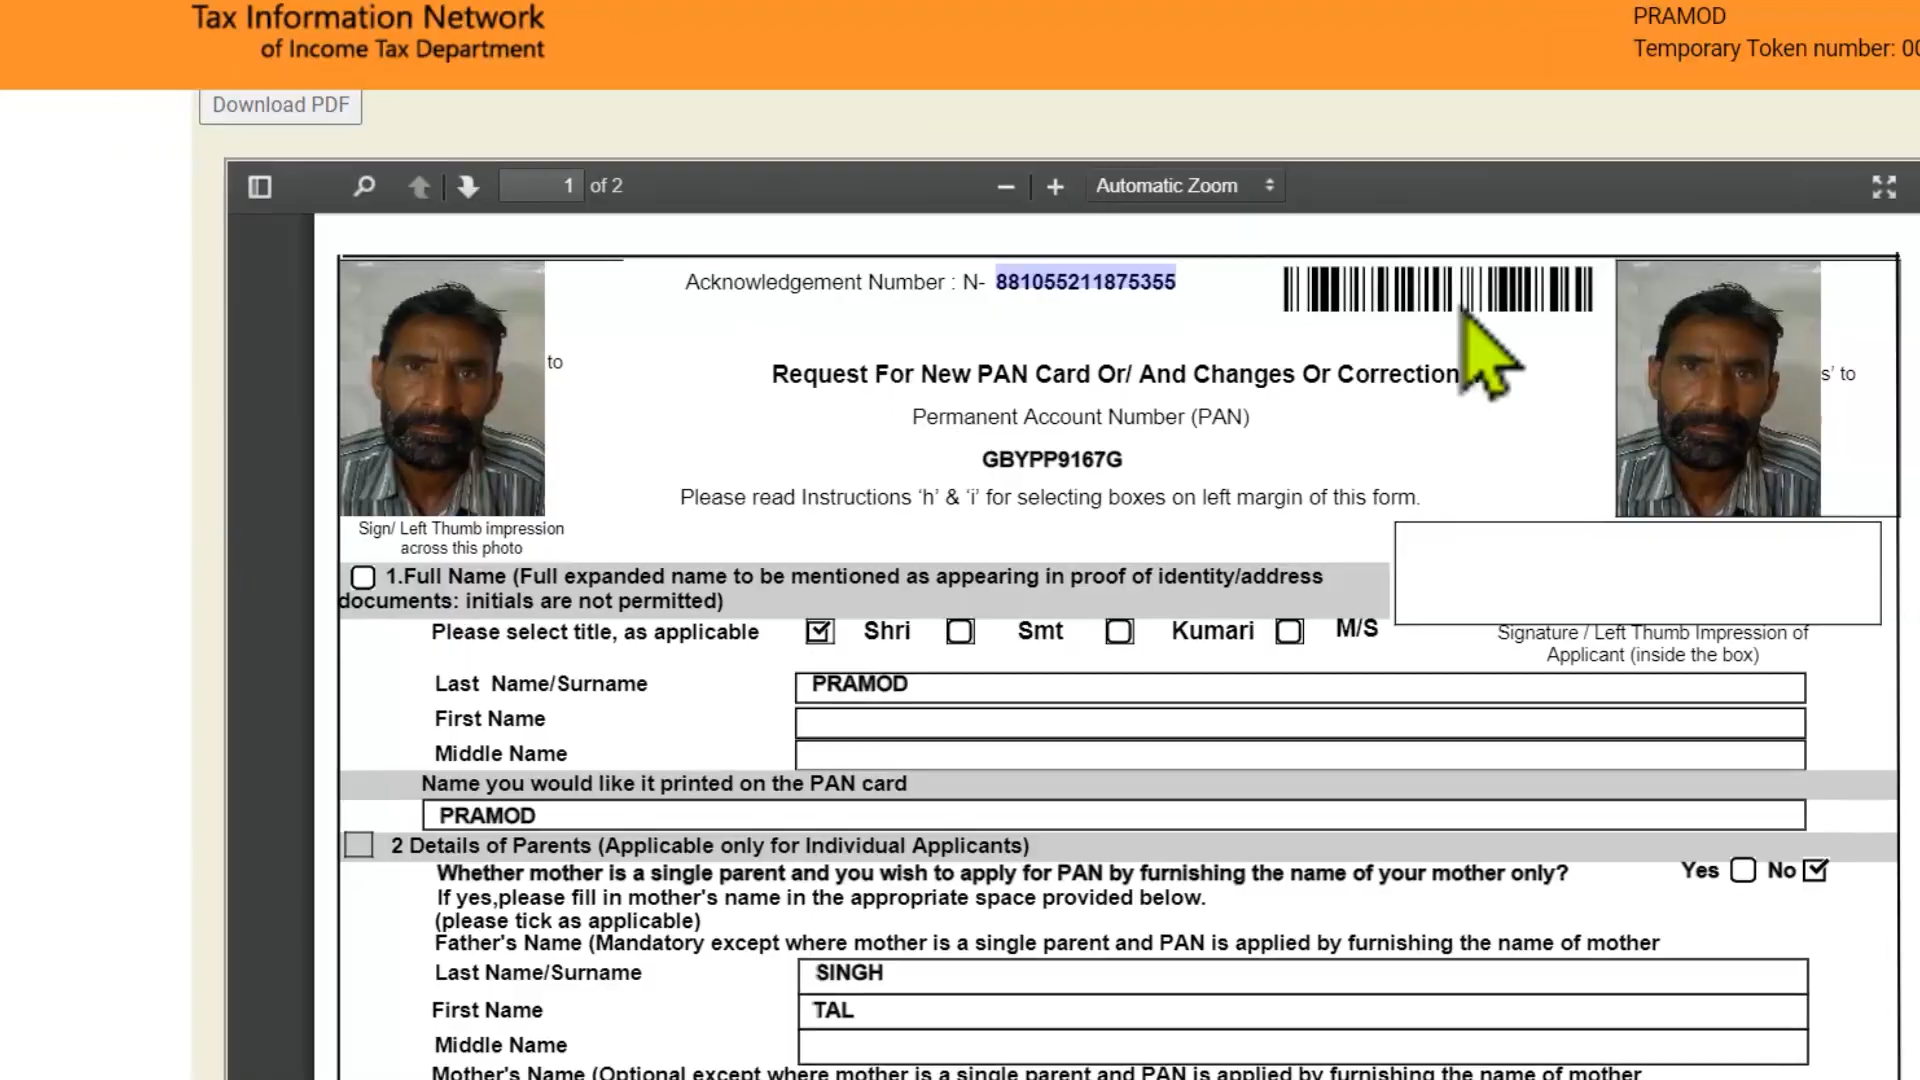 Tax Information Network
of Income Tax Department
PRAMOD
Temporary Token number: 00
Download PDF
1 of 2
Automatic Zoom
Acknowledgement Number : N- 881055211875355
to
s' to
Request For New PAN Card Or/ And Changes Or Correction
Permanent Account Number (PAN)
GBYPP9167G
Please read Instructions ‘h’ & ‘i’ for selecting boxes on left margin of this form.
Sign/ Left Thumb impression
across this photo
1.Full Name (Full expanded name to be mentioned as appearing in proof of identity/address
documents: initials are not permitted)
Please select title, as applicable Shri Smt Kumari M/S
Signature / Left Thumb Impression of
Applicant (inside the box)
Last Name/Surname PRAMOD
First Name
Middle Name
Name you would like it printed on the PAN card
PRAMOD
2 Details of Parents (Applicable only for Individual Applicants)
Whether mother is a single parent and you wish to apply for PAN by furnishing the name of your mother only? Yes No
If yes,please fill in mother's name in the appropriate space provided below.
(please tick as applicable)
Father's Name (Mandatory except where mother is a single parent and PAN is applied by furnishing the name of mother
Last Name/Surname SINGH
First Name TAL
Middle Name
Mother's Name (Optional except where mother is a single parent and PAN is applied by furnishing the name of mother